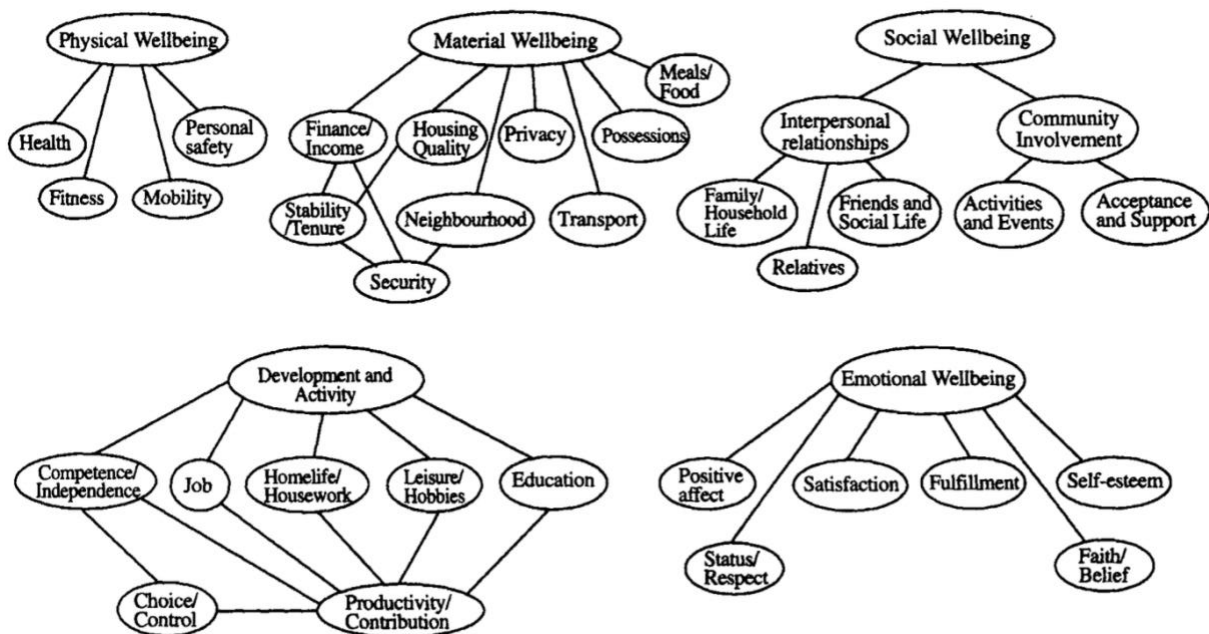 Physical Wellbeing
Health
Fitness
Mobility
Personal
safety
Material Wellbeing
Meals/
Food
Finance/
Income
Housing
Quality
Privacy
Possessions
Stability
/Tenure
Neighbourhood
Transport
Security
Social Wellbeing
Interpersonal
relationships
Community
Involvement
Family/
Household
Life
Friends and
Social Life
Relatives
Activities
and Events
Acceptance
and Support
Development and
Activity
Competence/
Independence
Job
Homelife/
Housework
Leisure/
Hobbies
Education
Choice/
Control
Productivity/
Contribution
Emotional Wellbeing
Positive
affect
Satisfaction
Fulfillment
Self-esteem
Status/
Respect
Faith/
Belief